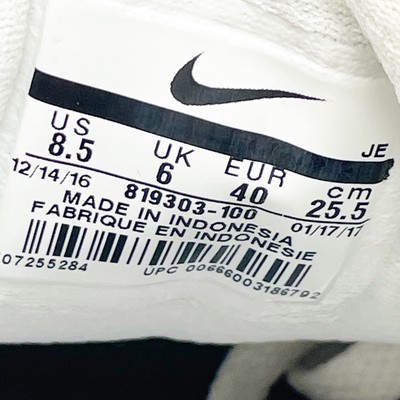 JE
US UK EUR cm
8.5 6 40 25.5
12/14/16 819303-100 01/17/17
MADE IN INDONESIA
FABRIQUE EN INDONESIE
07255284 UPC 00666003186792